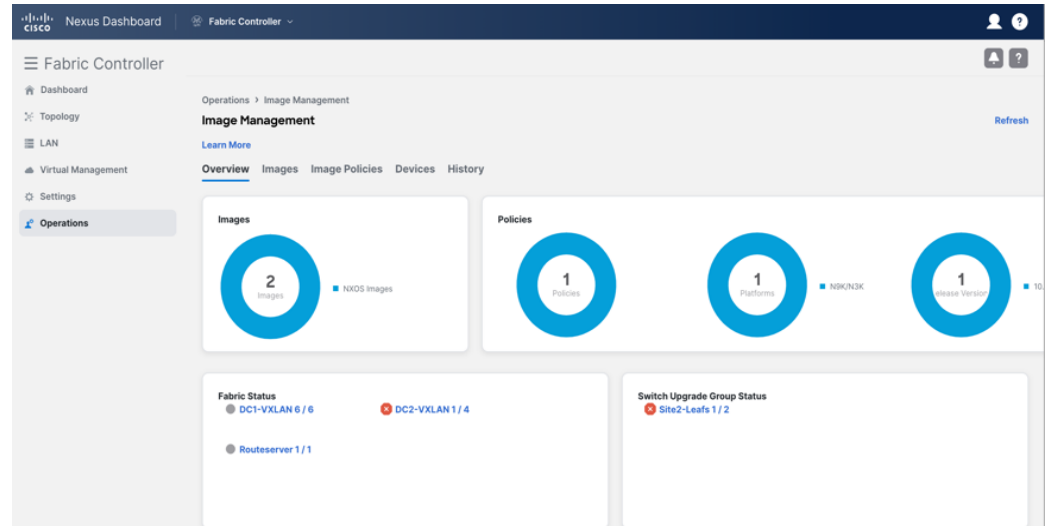 CISCO Nexus Dashboard Fabric Controller ?
Fabric Controller ?
Dashboard
Topology
LAN
Virtual Management
Settings
Operations
Operations > Image Management
Image Management
Refresh
Learn More
Overview Images Image Policies Devices History
Images
2
Images
NXOS Images
Policies
1
Policies
1
Platforms
N9K/N3K
1
elease Version
10.
Fabric Status
DC1-VXLAN 6 / 6
DC2-VXLAN 1 / 4
Routeserver 1 / 1
Switch Upgrade Group Status
Site2-Leafs 1 / 2